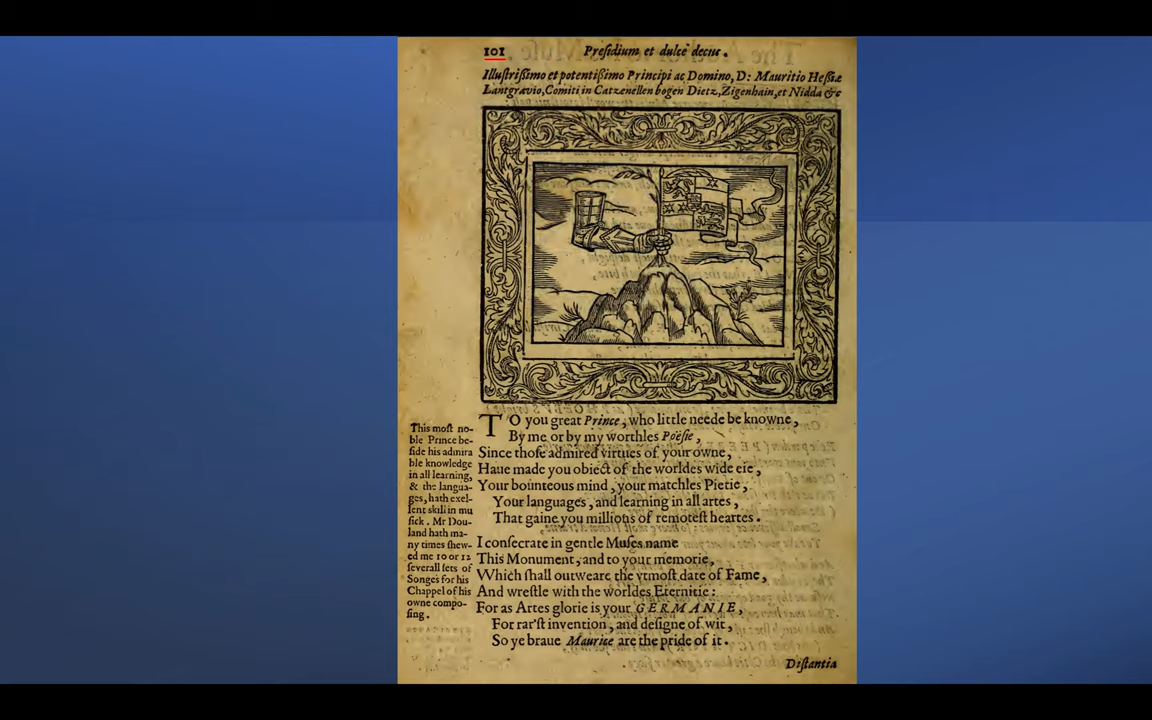 101 Præsidium et dulce decus.
Illustrißimo et potentißimo Principi ac Domino, D: Mauritio Heßiæ
Lantgravio, Comiti in Catzenellen bogen Dietz, Zigenhain, et Nidda &c
TO you great Prince, who little neede be knowne,
By me or by my worthles Poësie,
Since those admired virtues of your owne,
Haue made you obiect of the worldes wide eie,
Your bounteous mind, your matchles Pietie,
Your languages, and learning in all artes,
That gaine you millions of remotest heartes.
I consecrate in gentle Muses name
This Monument, and to your memorie,
Which shall outweare the vtmost date of Fame,
And wrestle with the worldes Eternitie:
For as Artes glorie is your GERMANIE,
For rar'st invention, and designe of wit,
So ye braue Maurice are the pride of it.
This most no-
ble Prince be-
side his admira
ble knowledge
in all learning,
& the langua-
ges, hath exel-
lent skill in mu
sick. Mr Dou-
land hath ma-
ny times shew-
ed me 10 or 12
severall sets of
Songes for his
Chappel of his
owne compo-
sing.
Distantia